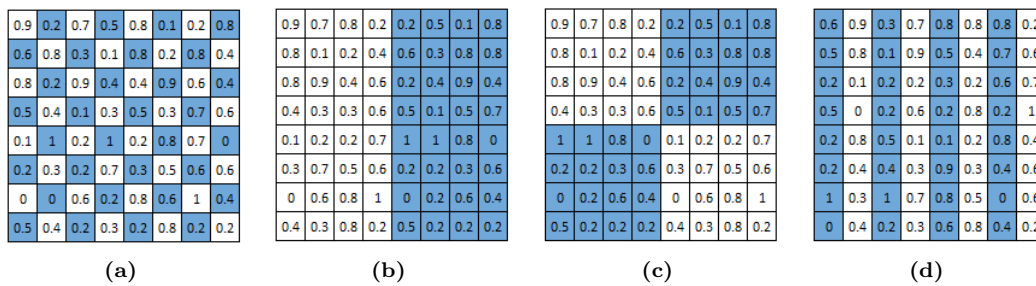 0.9 0.2 0.7 0.5 0.8 0.1 0.2 0.8
0.6 0.8 0.3 0.1 0.8 0.2 0.8 0.4
0.8 0.2 0.9 0.4 0.4 0.9 0.6 0.4
0.5 0.4 0.1 0.3 0.5 0.3 0.7 0.6
0.1 1 0.2 1 0.2 0.8 0.7 0
0.2 0.3 0.2 0.7 0.3 0.5 0.6 0.6
0 0 0.6 0.2 0.8 0.6 1 0.4
0.5 0.4 0.2 0.3 0.2 0.8 0.2 0.2
(a)
0.9 0.7 0.8 0.2 0.2 0.5 0.1 0.8
0.8 0.1 0.2 0.4 0.6 0.3 0.8 0.8
0.8 0.9 0.4 0.6 0.2 0.4 0.9 0.4
0.4 0.3 0.3 0.6 0.5 0.1 0.5 0.7
0.1 0.2 0.2 0.7 1 1 0.8 0
0.3 0.7 0.5 0.6 0.2 0.2 0.3 0.6
0 0.6 0.8 1 0 0.2 0.6 0.4
0.4 0.3 0.8 0.2 0.5 0.2 0.2 0.2
(b)
0.9 0.7 0.8 0.2 0.2 0.5 0.1 0.8
0.8 0.1 0.2 0.4 0.6 0.3 0.8 0.8
0.8 0.9 0.4 0.6 0.2 0.4 0.9 0.4
0.4 0.3 0.3 0.6 0.5 0.1 0.5 0.7
1 1 0.8 0 0.1 0.2 0.2 0.7
0.2 0.2 0.3 0.6 0.3 0.7 0.5 0.6
0 0.2 0.6 0.4 0 0.6 0.8 1
0.5 0.2 0.2 0.2 0.4 0.3 0.8 0.2
(c)
0.6 0.9 0.3 0.7 0.8 0.8 0.8 0.2
0.5 0.8 0.1 0.9 0.5 0.4 0.7 0.6
0.2 0.1 0.2 0.2 0.3 0.2 0.6 0.7
0.5 0 0.2 0.6 0.2 0.8 0.2 1
0.2 0.8 0.5 0.1 0.1 0.2 0.8 0.4
0.2 0.4 0.4 0.3 0.9 0.3 0.4 0.6
1 0.3 1 0.7 0.8 0.5 0 0.6
0 0.4 0.2 0.3 0.6 0.8 0.4 0.2
(d)